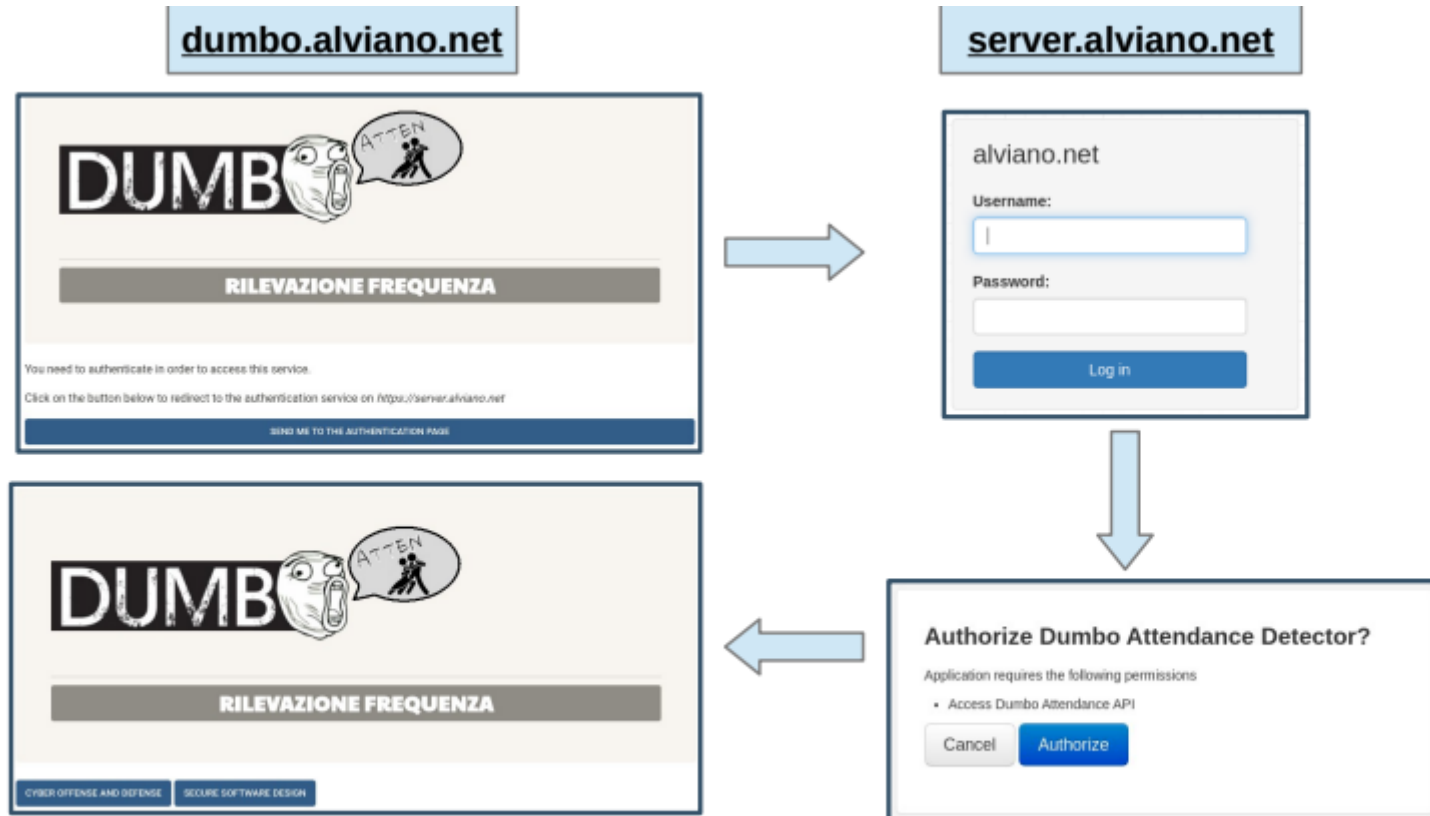 dumbo.alviano.net
server.alviano.net
DUMB
ATTEN
RILEVAZIONE FREQUENZA
You need to authenticate in order to access this service.
Click on the button below to redirect to the authentication service on https://server.alviano.net
SEND ME TO THE AUTHENTICATION PAGE
alviano.net
Username:
Password:
Log in
DUMB
ATTEN
RILEVAZIONE FREQUENZA
CYBER OFFENSE AND DEFENSE
SECURE SOFTWARE DESIGN
Authorize Dumbo Attendance Detector?
Application requires the following permissions
• Access Dumbo Attendance API
Cancel
Authorize